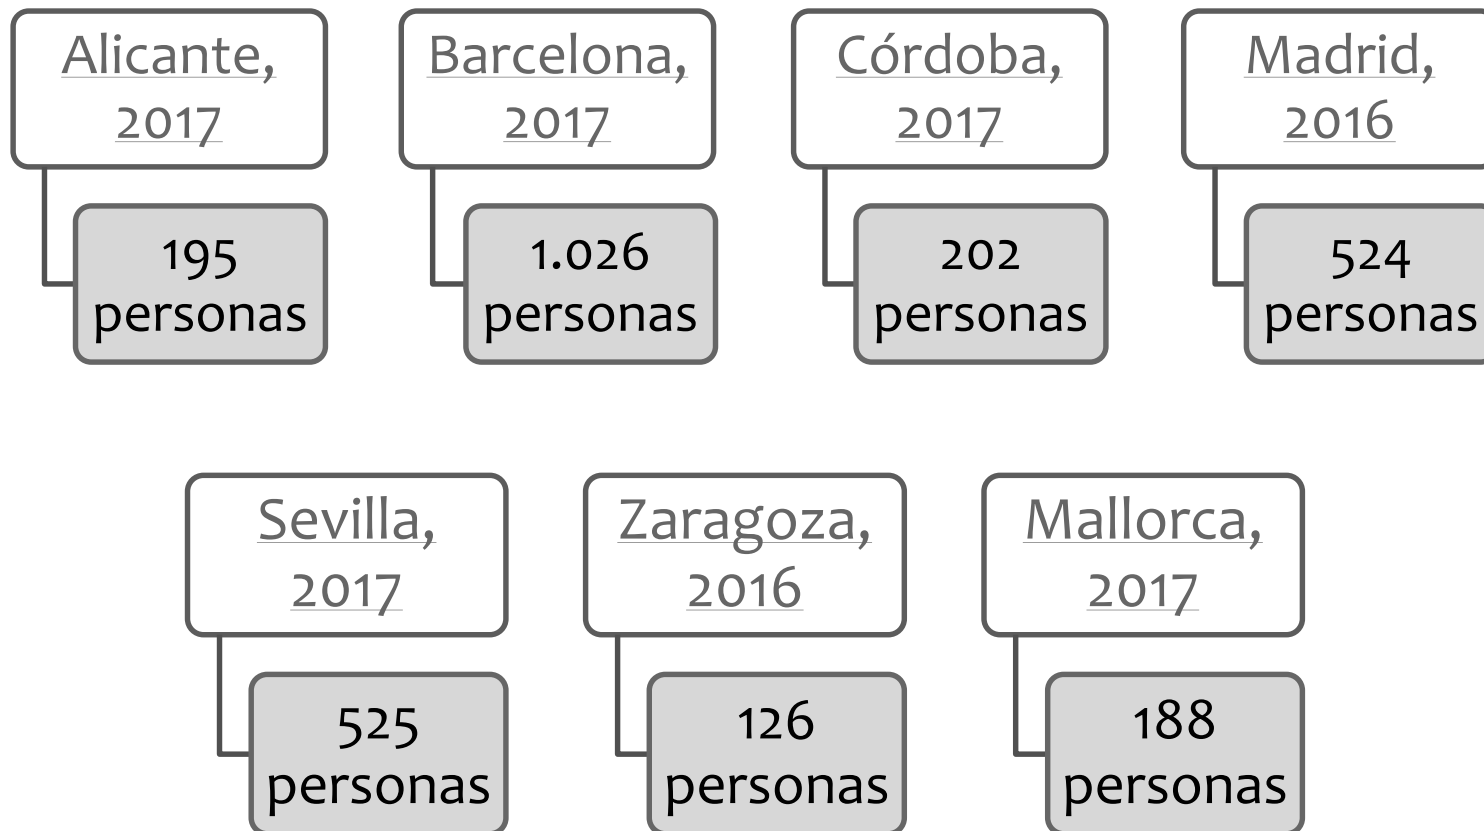 Alicante,
2017
195
personas
Barcelona,
2017
1.026
personas
Córdoba,
2017
202
personas
Madrid,
2016
524
personas
Sevilla,
2017
525
personas
Zaragoza,
2016
126
personas
Mallorca,
2017
188
personas